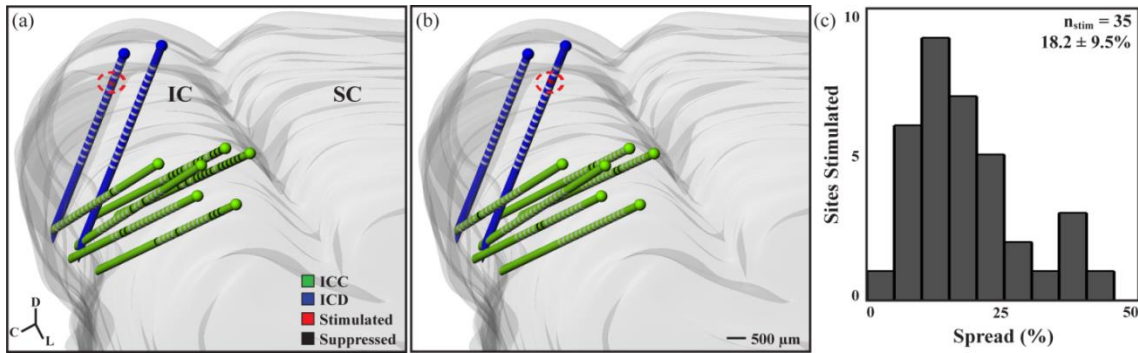 (a)
IC
SC
ICC
ICD
Stimulated
Suppressed
D
C
L
(b)
500 µm
(c)
10
n_stim = 35
18.2 ± 9.5%
Sites Stimulated
5
0
0
25
50
Spread (%)